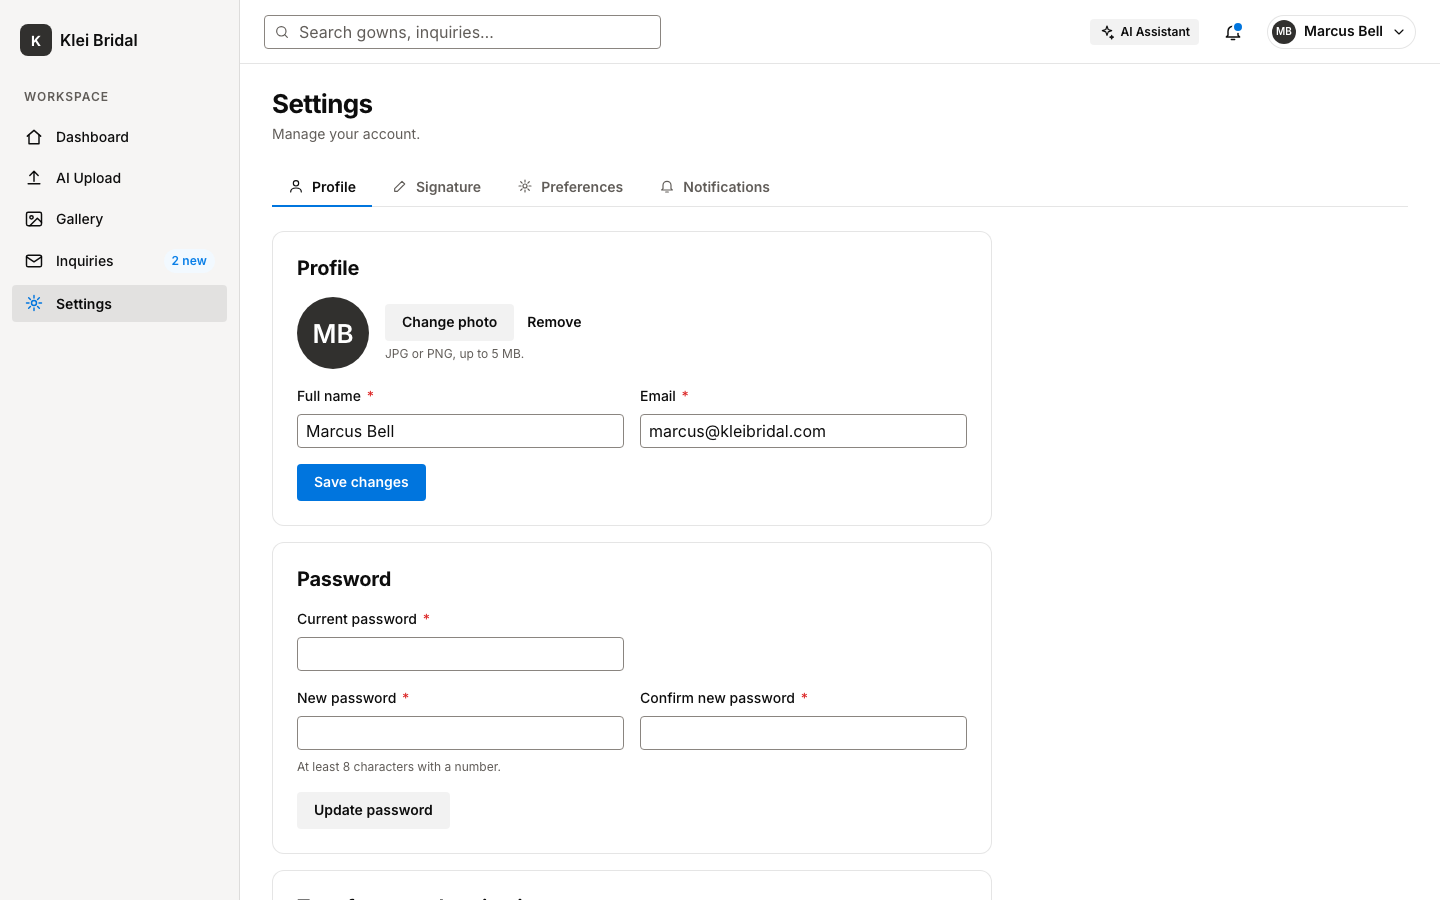 K
Klei Bridal
Search gowns, inquiries...
AI Assistant
MB
Marcus Bell
WORKSPACE
Dashboard
AI Upload
Gallery
Inquiries
2 new
Settings
Settings
Manage your account.
Profile
Signature
Preferences
Notifications
Profile
MB
Change photo
Remove
JPG or PNG, up to 5 MB.
Full name *
Email *
Marcus Bell
marcus@kleibridal.com
Save changes
Password
Current password *
New password *
Confirm new password *
At least 8 characters with a number.
Update password